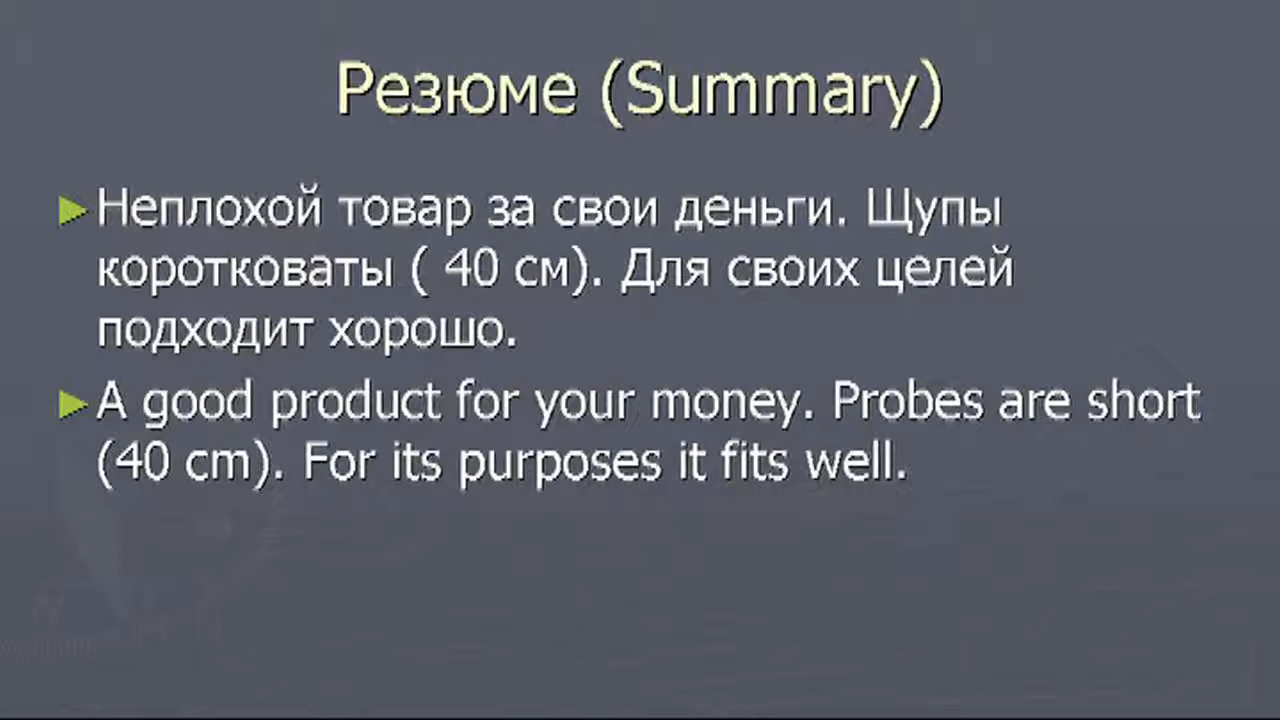 Резюме (Summary)
Неплохой товар за свои деньги. Щупы
коротковаты ( 40 см). Для своих целей
подходит хорошо.
A good product for your money. Probes are short
(40 cm). For its purposes it fits well.